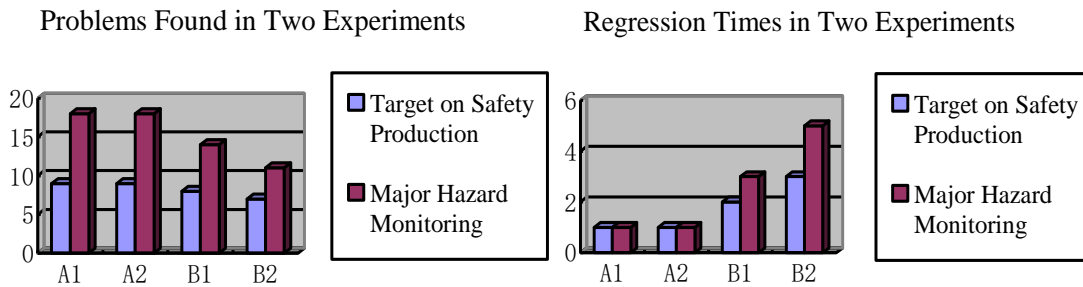 Problems Found in Two Experiments
20
15
10
5
0
A1 A2 B1 B2
Target on Safety
Production
Major Hazard
Monitoring
Regression Times in Two Experiments
6
4
2
0
A1 A2 B1 B2
Target on Safety
Production
Major Hazard
Monitoring